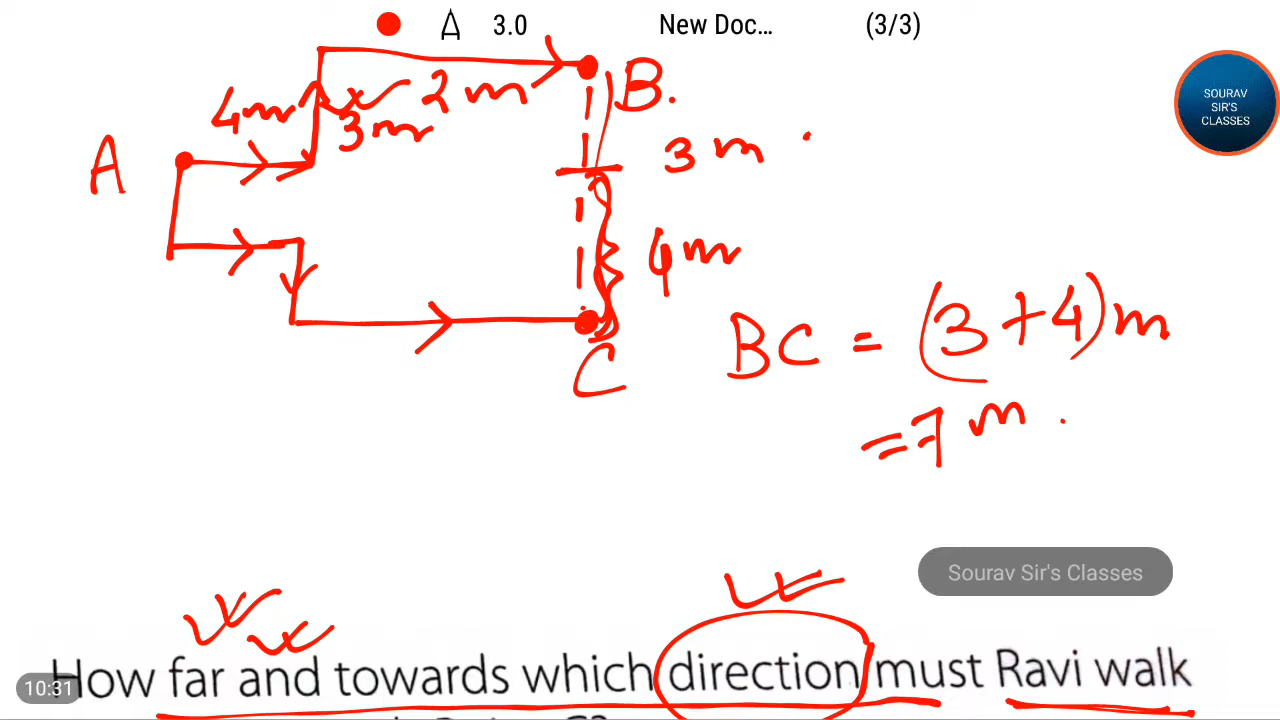 A 3.0 New Doc... (3/3)
SOURAV
SIR'S
CLASSES
B.
4m 2m
3m
3m
A
4m
BC = (3+4)m
C
=7m.
Sourav Sir's Classes
How far and towards which direction must Ravi walk
10:31